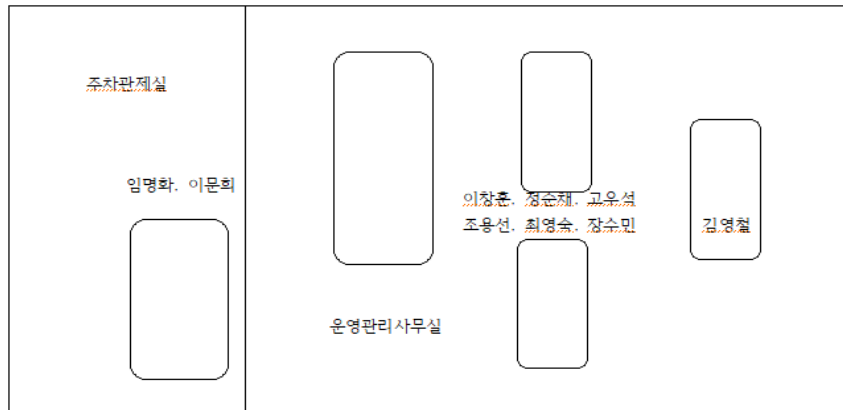 주차관제실
임명화. 이문희
이창훈. 정순채. 고우석
조용선. 최영숙. 장수민
김영철
운영관리사무실